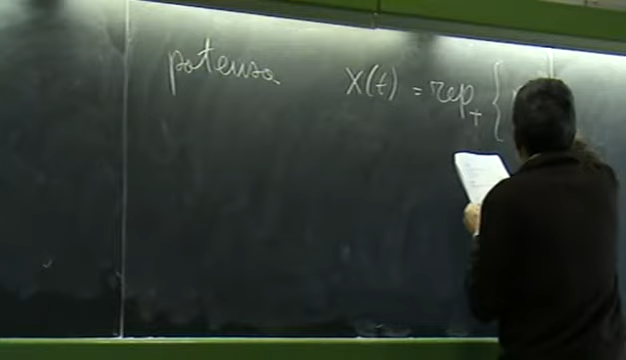 potenza
x(t) = rep_T {